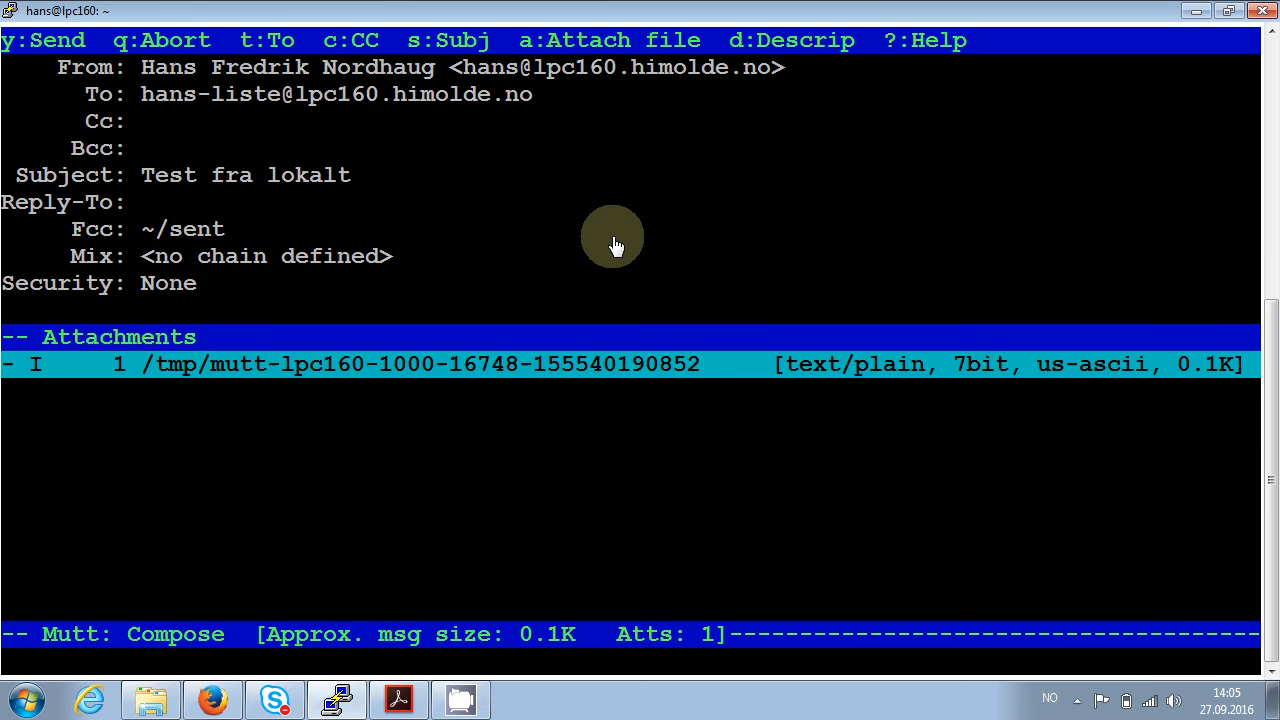 hans@lpc160: ~
y:Send  q:Abort  t:To  c:CC  s:Subj  a:Attach file  d:Descrip  ?:Help
From: Hans Fredrik Nordhaug <hans@lpc160.himolde.no>
To: hans-liste@lpc160.himolde.no
Cc:
Bcc:
Subject: Test fra lokalt
Reply-To:
Fcc: ~/sent
Mix: <no chain defined>
Security: None
-- Attachments
- I     1 /tmp/mutt-lpc160-1000-16748-155540190852     [text/plain, 7bit, us-ascii, 0.1K]
-- Mutt: Compose  [Approx. msg size: 0.1K   Atts: 1]--------------------------------------
NO
14:05
27.09.2016